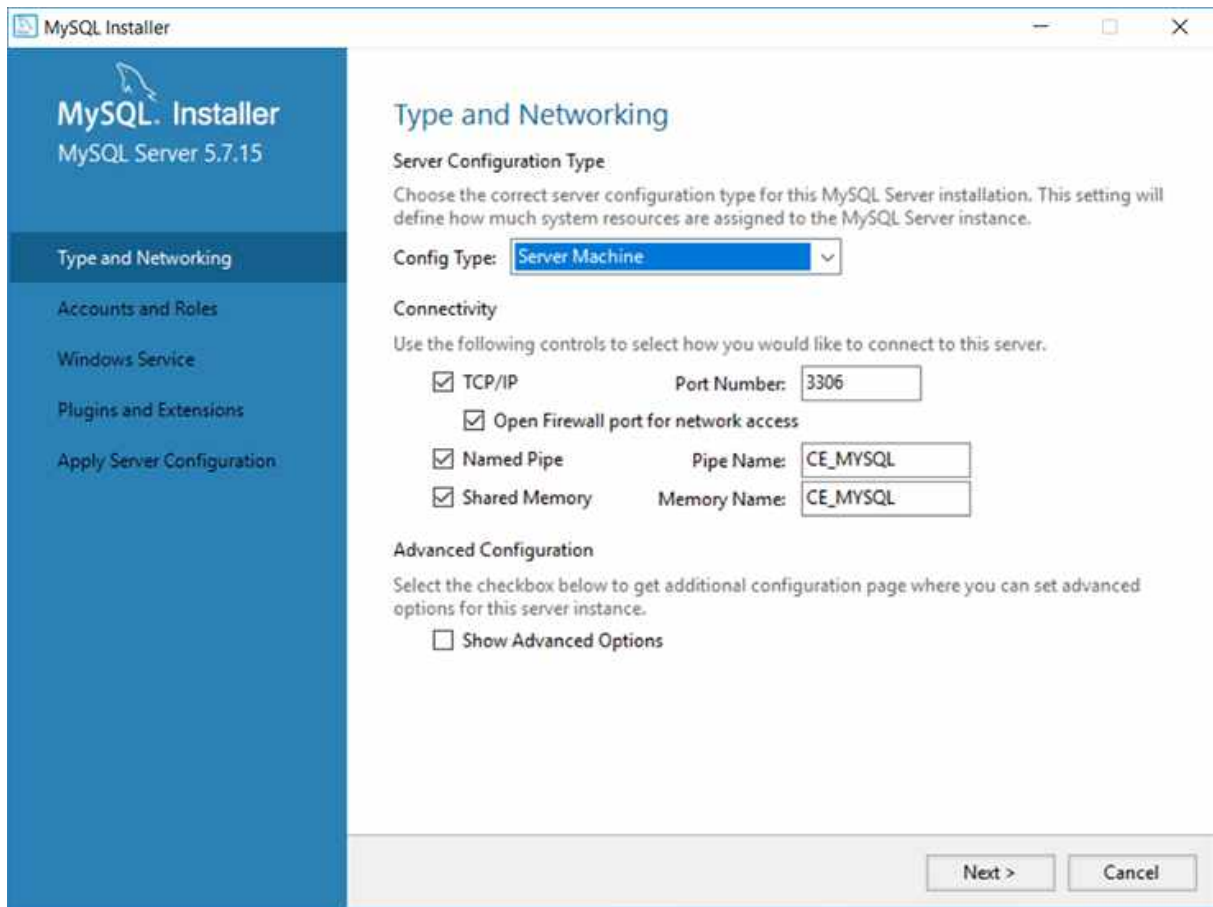 MySQL Installer
MySQL. Installer
MySQL Server 5.7.15
Type and Networking
Accounts and Roles
Windows Service
Plugins and Extensions
Apply Server Configuration
Type and Networking
Server Configuration Type
Choose the correct server configuration type for this MySQL Server installation. This setting will
define how much system resources are assigned to the MySQL Server instance.
Config Type: Server Machine
Connectivity
Use the following controls to select how you would like to connect to this server.
TCP/IP Port Number: 3306
Open Firewall port for network access
Named Pipe Pipe Name: CE_MYSQL
Shared Memory Memory Name: CE_MYSQL
Advanced Configuration
Select the checkbox below to get additional configuration page where you can set advanced
options for this server instance.
Show Advanced Options
Next > Cancel